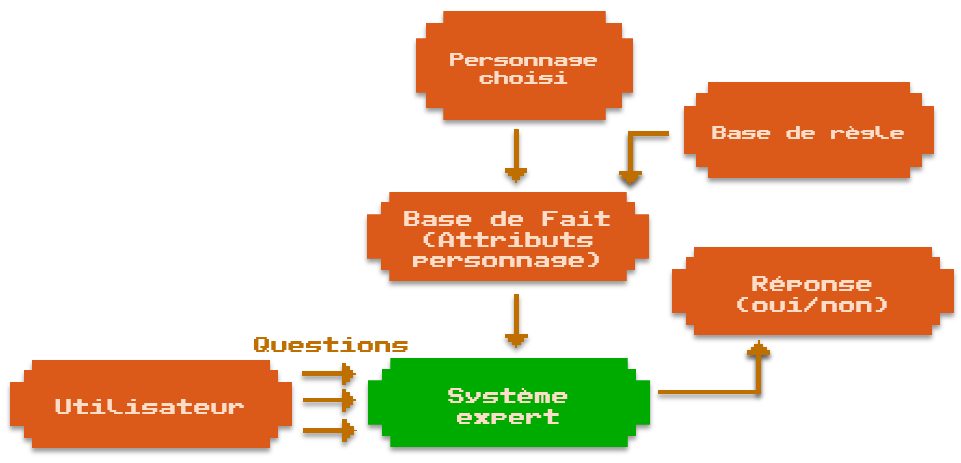 Personnage
choisi
Base de règle
Base de Fait
(Attributs
personnage)
Réponse
(oui/non)
Questions
Utilisateur
Système
expert